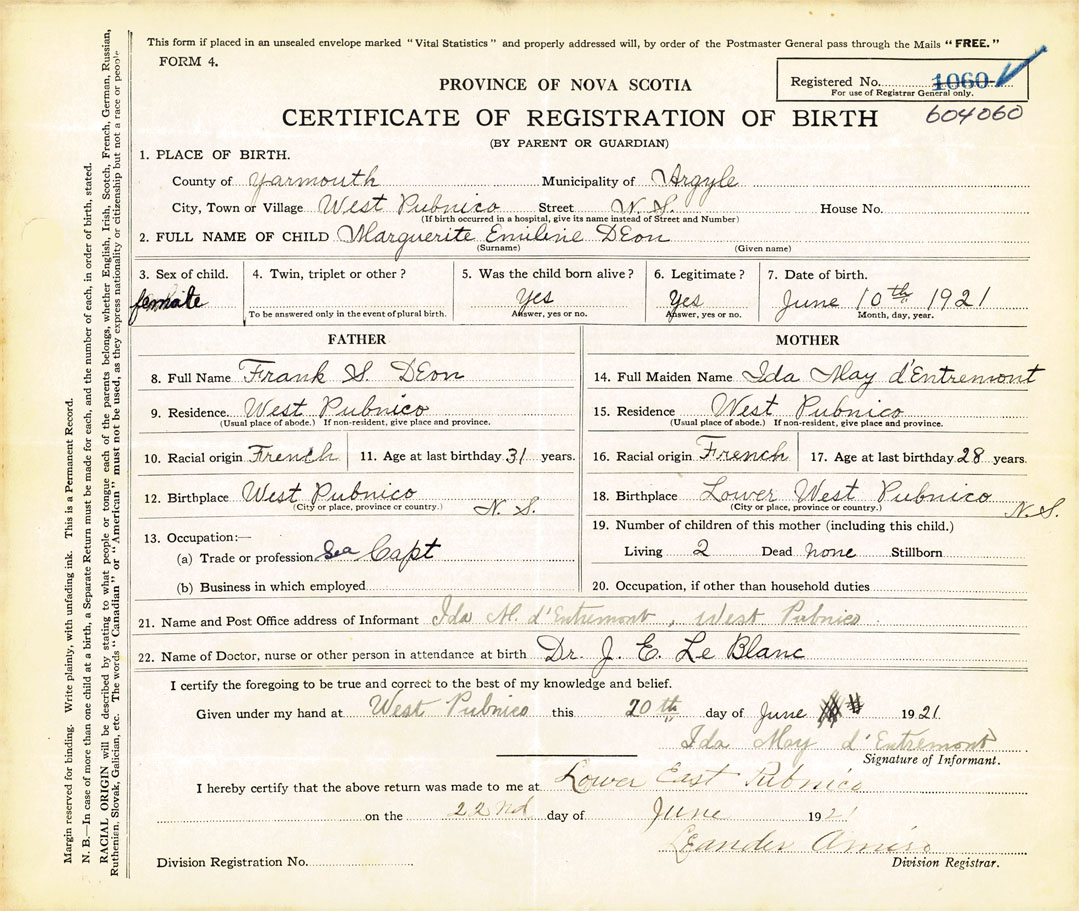 This form if placed in an unsealed envelope marked "Vital Statistics" and properly addressed will, by order of the Postmaster General pass through the Mails "FREE."
FORM 4.
Registered No. 1060
For use of Registrar General only.
604060
PROVINCE OF NOVA SCOTIA
CERTIFICATE OF REGISTRATION OF BIRTH
(BY PARENT OR GUARDIAN)
1. PLACE OF BIRTH.
County of Yarmouth Municipality of Argyle
City, Town or Village West Pubnico Street N. S. House No.
(If birth occurred in a hospital, give its name instead of Street and Number)
2. FULL NAME OF CHILD Marguerite Emiline DEon
(Surname) (Given name)
3. Sex of child. 4. Twin, triplet or other? 5. Was the child born alive? 6. Legitimate? 7. Date of birth.
female Yes Yes June 10th 1921
To be answered only in the event of plural birth. Answer, yes or no. Answer, yes or no. Month, day, year.
FATHER
8. Full Name Frank S. DEon
9. Residence. West Pubnico
(Usual place of abode.) If non-resident, give place and province.
10. Racial origin French 11. Age at last birthday 31 years.
12. Birthplace West Pubnico N. S.
(City or place, province or country.)
13. Occupation:—
(a) Trade or profession Sea Capt
(b) Business in which employed
MOTHER
14. Full Maiden Name Ida May d'Entremont
15. Residence West Pubnico
(Usual place of abode.) If non-resident, give place and province.
16. Racial origin French 17. Age at last birthday 28 years.
18. Birthplace Lower West Pubnico N. S.
(City or place, province or country.)
19. Number of children of this mother (including this child.)
Living 2 Dead none Stillborn
20. Occupation, if other than household duties
21. Name and Post Office address of Informant Ida M. d'Entremont, West Pubnico.
22. Name of Doctor, nurse or other person in attendance at birth Dr. J. E. Le Blanc
I certify the foregoing to be true and correct to the best of my knowledge and belief.
Given under my hand at West Pubnico this 20th day of June 1921.
Ida May d'Entremont
Signature of Informant.
I hereby certify that the above return was made to me at Lower East Pubnico
on the 22nd day of June 1921
Leander Amiro
Division Registrar.
Division Registration No.
Margin reserved for binding. Write plainly, with unfading ink. This is a Permanent Record.
N. B.—In case of more than one child at a birth, a Separate Return must be made for each, and the number of each, in order of birth, stated.
RACIAL ORIGIN will be described by stating to what people or tongue each of the parents belongs, whether English, Irish, Scotch, French, German, Russian,
Ruthenian, Slovak, Galician, etc. The words "Canadian" or "American" must not be used, as they express nationality or citizenship but not a race or people